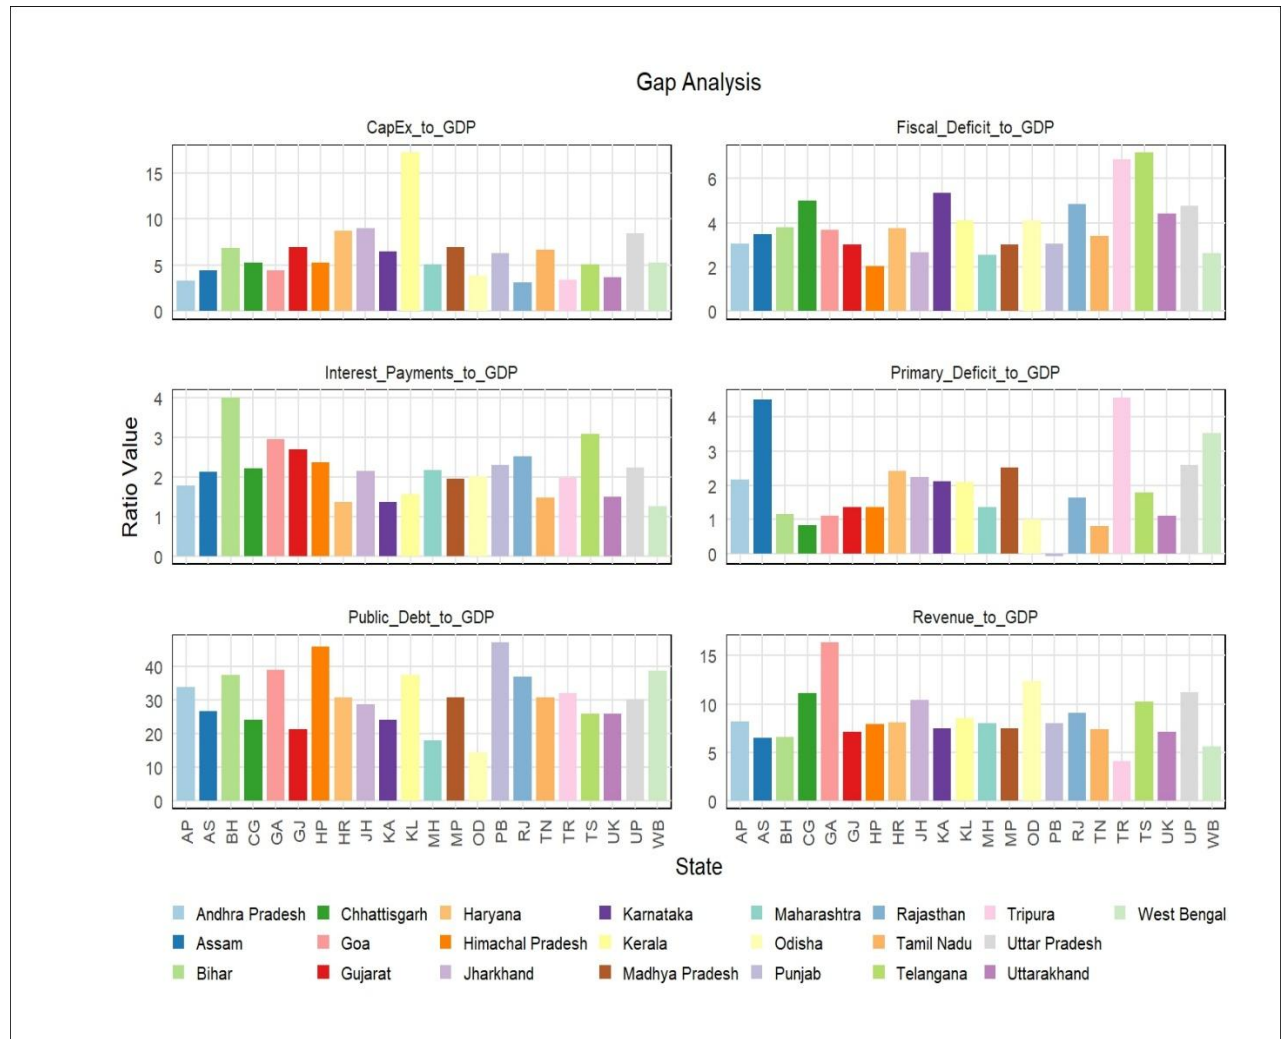 Gap Analysis
CapEx_to_GDP
Fiscal_Deficit_to_GDP
15
10
5
0
6
4
2
0
Interest_Payments_to_GDP
Primary_Deficit_to_GDP
4
3
2
1
0
4
3
2
1
0
Ratio Value
Public_Debt_to_GDP
Revenue_to_GDP
40
30
20
10
0
15
10
5
0
AP AS BH CG GA GJ HP HR JH KA KL MH MP OD PB RJ TN TR TS UK UP WB
AP AS BH CG GA GJ HP HR JH KA KL MH MP OD PB RJ TN TR TS UK UP WB
State
Andhra Pradesh Chhattisgarh Haryana Karnataka Maharashtra Rajasthan Tripura West Bengal
Assam Goa Himachal Pradesh Kerala Odisha Tamil Nadu Uttar Pradesh
Bihar Gujarat Jharkhand Madhya Pradesh Punjab Telangana Uttarakhand